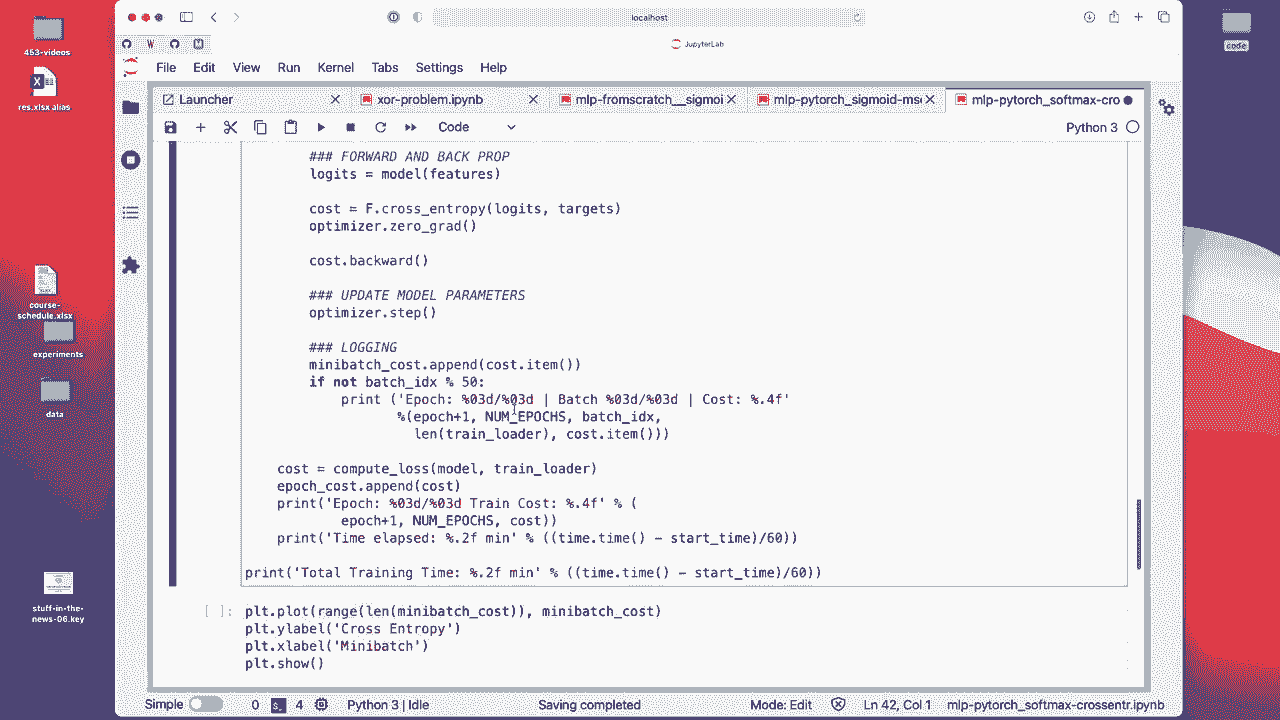 localhost
JupyterLab
File Edit View Run Kernel Tabs Settings Help
Launcher xor-problem.ipynb mlp-fromscratch__sigmoi mlp-pytorch_sigmoid-mse mlp-pytorch_softmax-cro
Code Python 3
### FORWARD AND BACK PROP
logits = model(features)
cost = F.cross_entropy(logits, targets)
optimizer.zero_grad()
cost.backward()
### UPDATE MODEL PARAMETERS
optimizer.step()
### LOGGING
minibatch_cost.append(cost.item())
if not batch_idx % 50:
print ('Epoch: %03d/%03d | Batch %03d/%03d | Cost: %.4f'
%(epoch+1, NUM_EPOCHS, batch_idx,
len(train_loader), cost.item()))
cost = compute_loss(model, train_loader)
epoch_cost.append(cost)
print('Epoch: %03d/%03d Train Cost: %.4f' % (
epoch+1, NUM_EPOCHS, cost))
print('Time elapsed: %.2f min' % ((time.time() - start_time)/60))
print('Total Training Time: %.2f min' % ((time.time() - start_time)/60))
[ ]: plt.plot(range(len(minibatch_cost)), minibatch_cost)
plt.ylabel('Cross Entropy')
plt.xlabel('Minibatch')
plt.show()
Simple 0 4 Python 3 | Idle Saving completed Mode: Edit Ln 42, Col 1 mlp-pytorch_softmax-crossentr.ipynb
453-videos
res.xlsx alias
course-
schedule.xlsx
experiments
data
stuff-in-the-
news-06.key
code